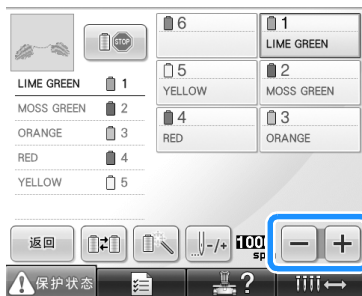 STOP
LIME GREEN 1
MOSS GREEN 2
ORANGE 3
RED 4
YELLOW 5
6
1
LIME GREEN
5
YELLOW
2
MOSS GREEN
4
RED
3
ORANGE
返回
-/+
− +
保护状态
?